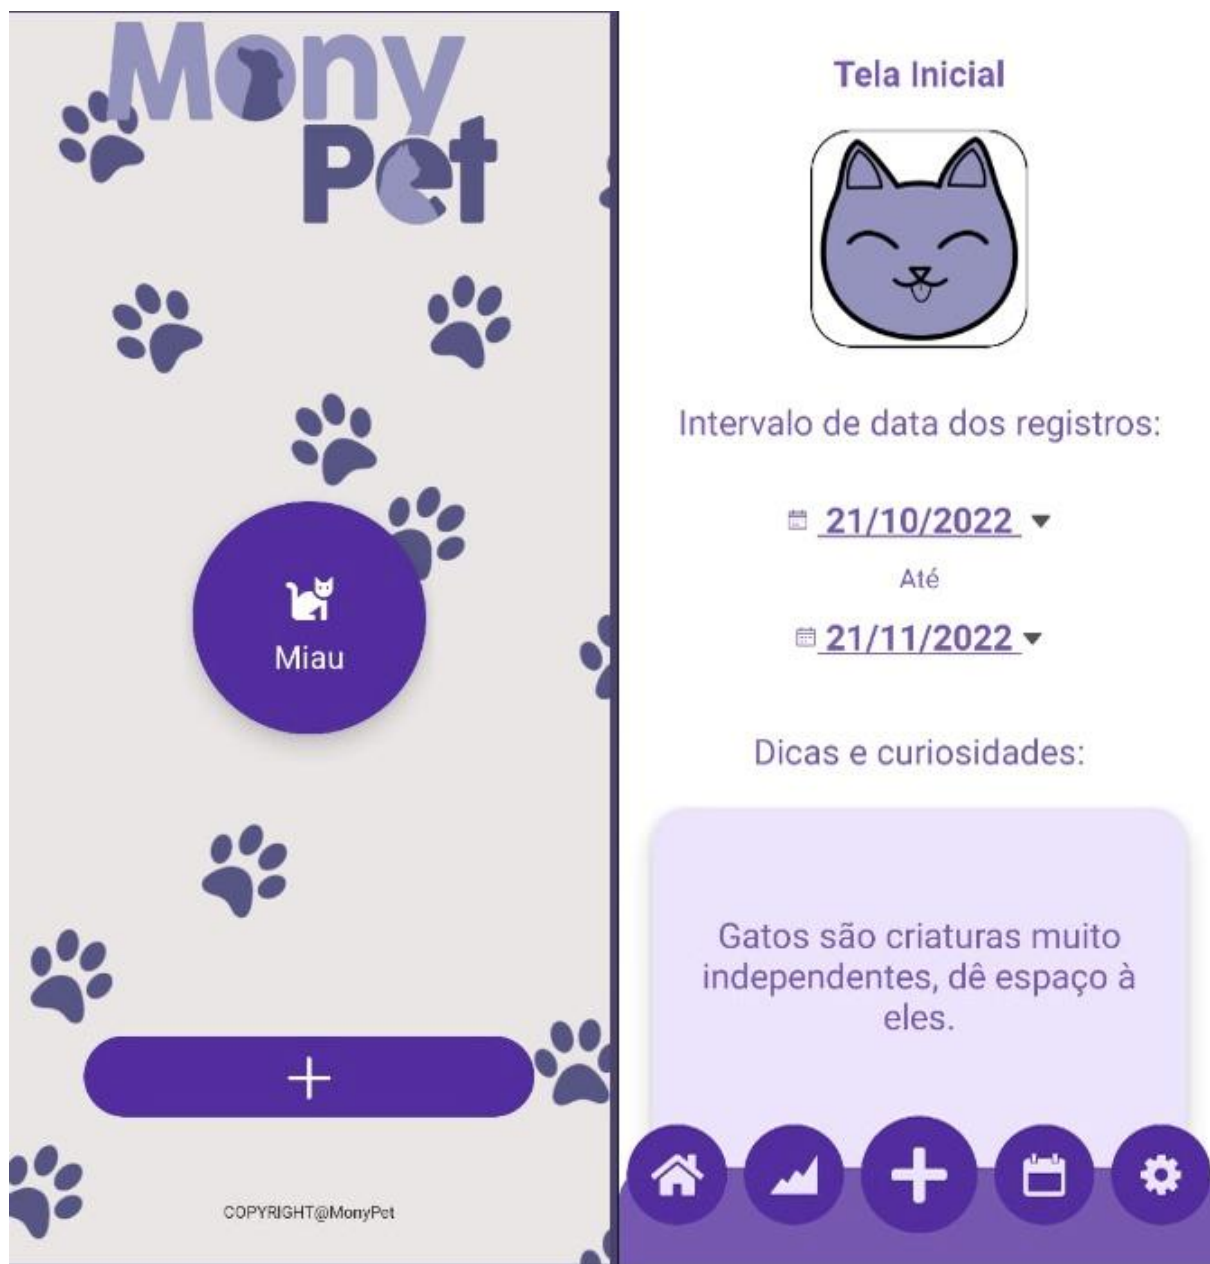 Mony
Pet
Miau
COPYRIGHT@MonyPet
Tela Inicial
Intervalo de data dos registros:
21/10/2022
Até
21/11/2022
Dicas e curiosidades:
Gatos são criaturas muito
independentes, dê espaço à
eles.